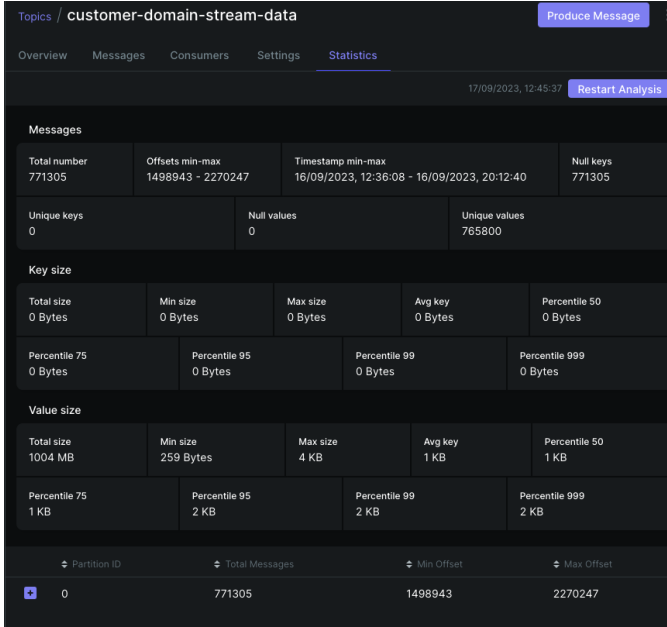 Topics / customer-domain-stream-data Produce Message
Overview Messages Consumers Settings Statistics
17/09/2023, 12:45:37 Restart Analysis
Messages
Total number Offsets min-max Timestamp min-max Null keys
771305 1498943 - 2270247 16/09/2023, 12:36:08 - 16/09/2023, 20:12:40 771305
Unique keys Null values Unique values
0 0 765800
Key size
Total size Min size Max size Avg key Percentile 50
0 Bytes 0 Bytes 0 Bytes 0 Bytes 0 Bytes
Percentile 75 Percentile 95 Percentile 99 Percentile 999
0 Bytes 0 Bytes 0 Bytes 0 Bytes
Value size
Total size Min size Max size Avg key Percentile 50
1004 MB 259 Bytes 4 KB 1 KB 1 KB
Percentile 75 Percentile 95 Percentile 99 Percentile 999
1 KB 2 KB 2 KB 2 KB
Partition ID Total Messages Min Offset Max Offset
0 771305 1498943 2270247